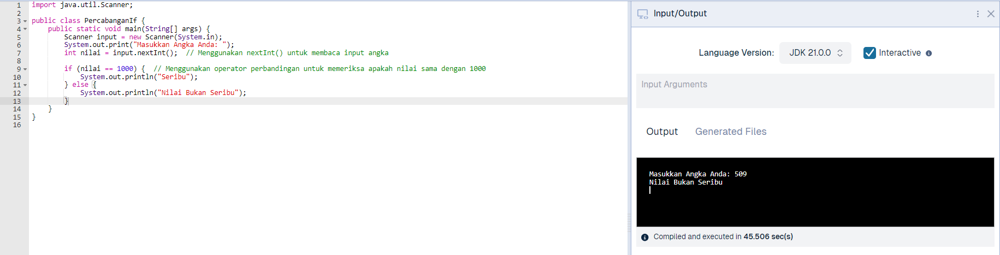 1 import java.util.Scanner;
2
3 public class PercabanganIf {
4     public static void main(String[] args) {
5         Scanner input = new Scanner(System.in);
6         System.out.print("Masukkan Angka Anda: ");
7         int nilai = input.nextInt();  // Menggunakan nextInt() untuk membaca input angka
8
9         if (nilai == 1000) {  // Menggunakan operator perbandingan untuk memeriksa apakah nilai sama dengan 1000
10             System.out.println("Seribu");
11         } else {
12             System.out.println("Nilai Bukan Seribu");
13         }
14     }
15 }
16
Input/Output
Language Version: JDK 21.0.0 Interactive
Input Arguments
Output Generated Files
Masukkan Angka Anda: 509
Nilai Bukan Seribu
Compiled and executed in 45.506 sec(s)